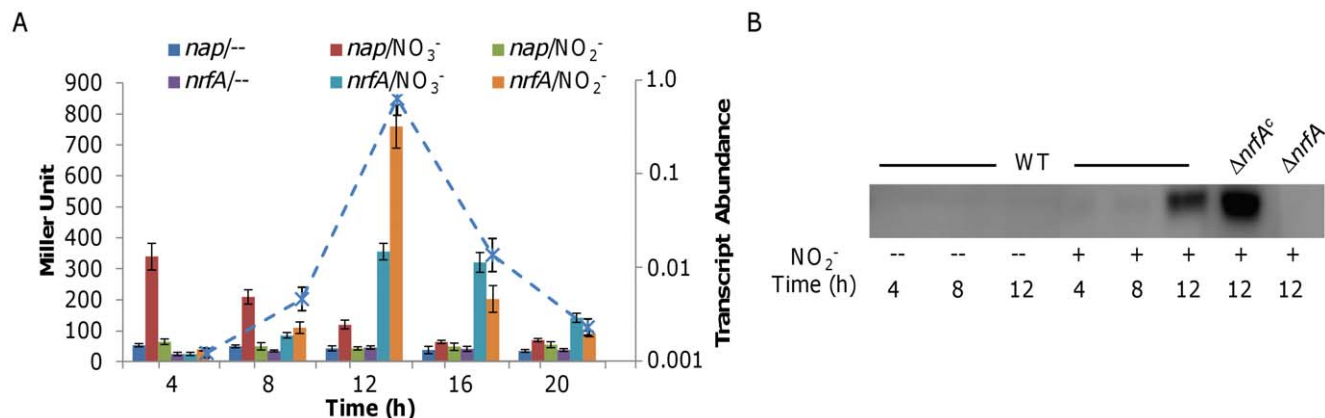 A
nap/-- nap/NO₃⁻ nap/NO₂⁻
nrfA/-- nrfA/NO₃⁻ nrfA/NO₂⁻
Miller Unit
900
800
700
600
500
400
300
200
100
0
4 8 12 16 20
Time (h)
1.0
0.1
0.01
0.001
Transcript Abundance
B
WT ΔnrfAᶜ ΔnrfA
NO₂⁻ -- -- -- + + + + +
Time (h) 4 8 12 4 8 12 12 12